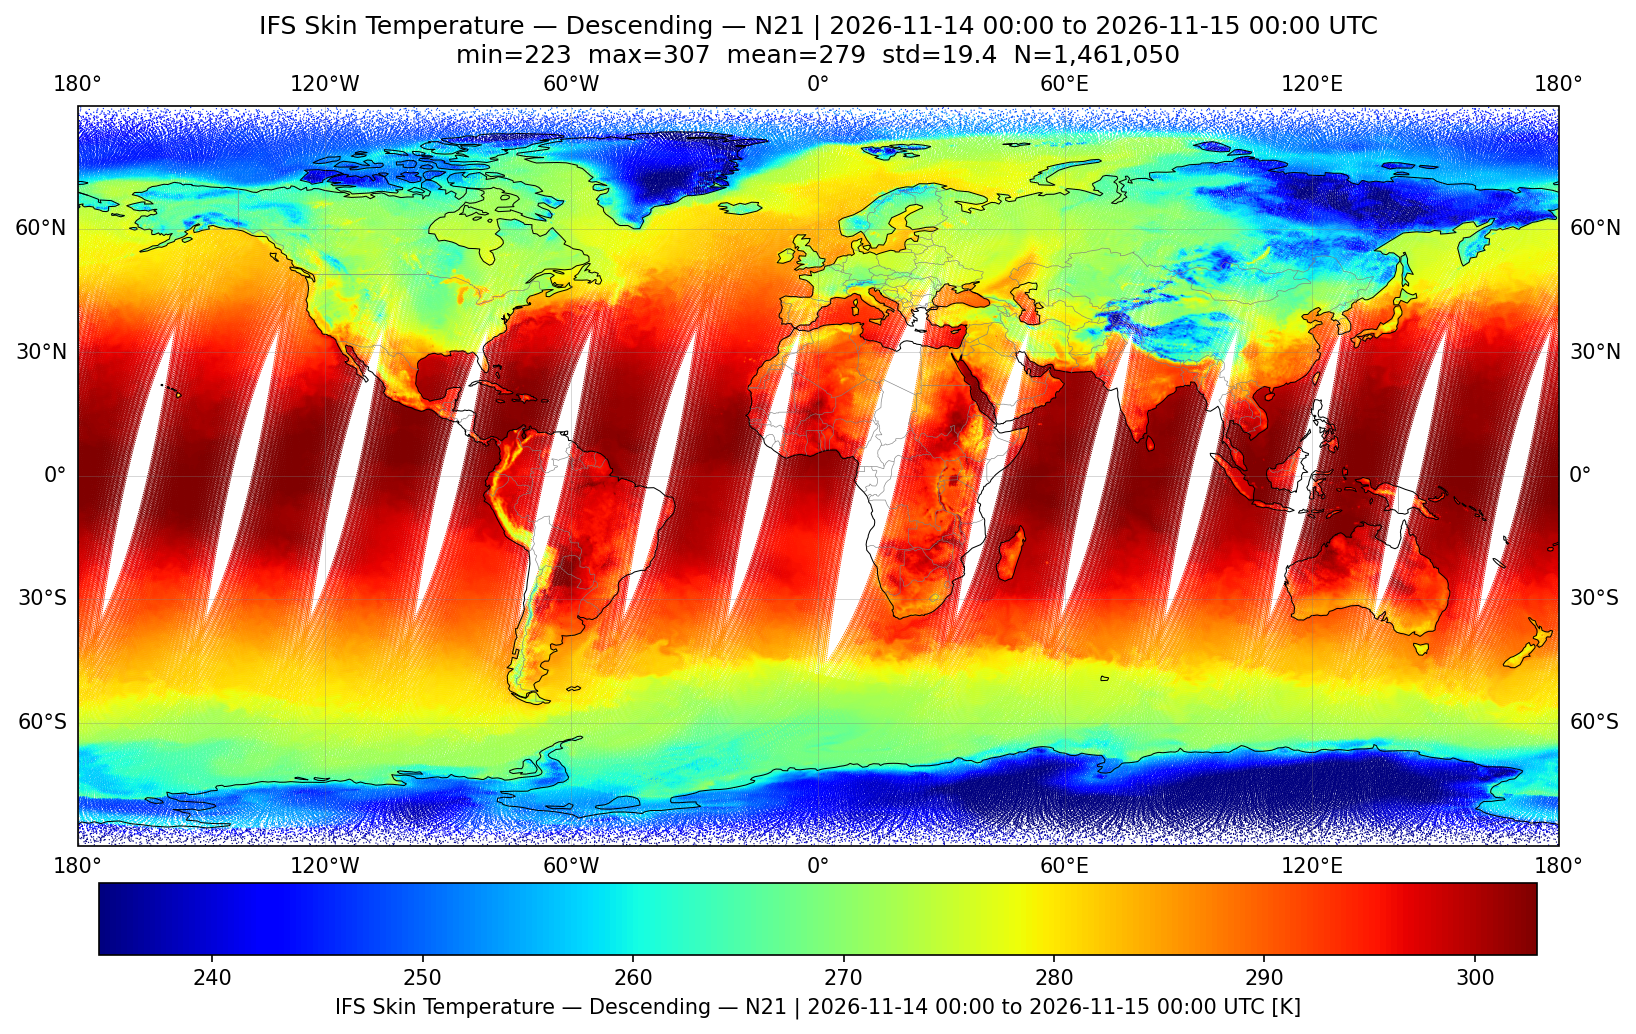 IFS Skin Temperature — Descending — N21 | 2026-11-14 00:00 to 2026-11-15 00:00 UTC
min=223  max=307  mean=279  std=19.4  N=1,461,050
180° 120°W 60°W 0° 60°E 120°E 180°
60°N 60°N
30°N 30°N
0° 0°
30°S 30°S
60°S 60°S
180° 120°W 60°W 0° 60°E 120°E 180°
240 250 260 270 280 290 300
IFS Skin Temperature — Descending — N21 | 2026-11-14 00:00 to 2026-11-15 00:00 UTC [K]